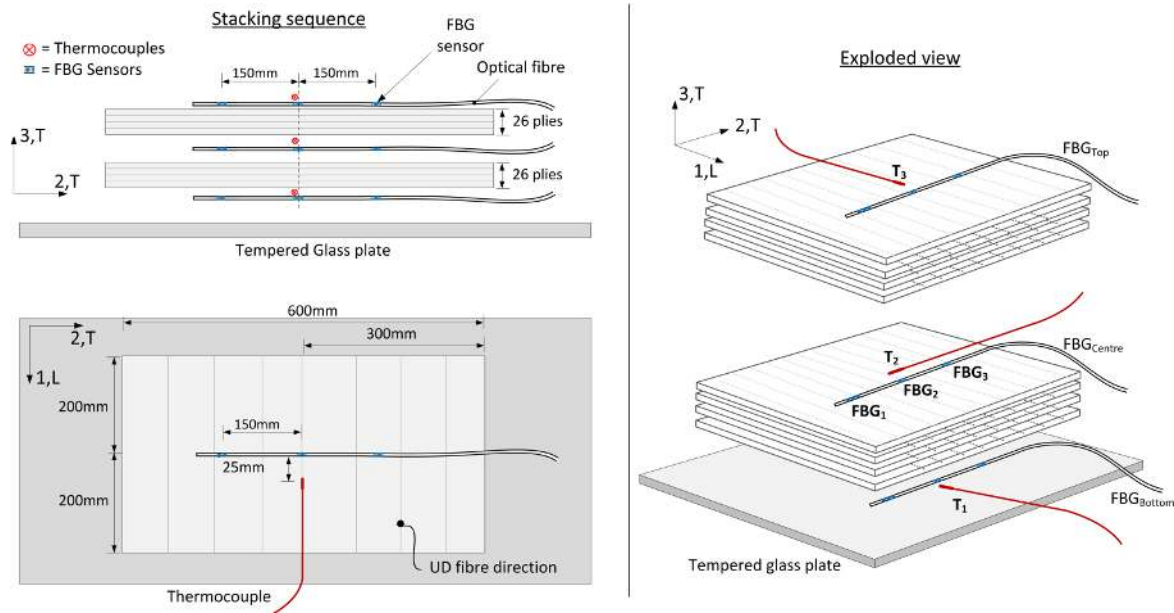 Stacking sequence
= Thermocouples
= FBG Sensors
FBG
sensor
Optical fibre
150mm
150mm
26 plies
26 plies
3,T
2,T
Tempered Glass plate
600mm
300mm
2,T
1,L
200mm
200mm
150mm
25mm
UD fibre direction
Thermocouple
Exploded view
3,T
2,T
1,L
FBGTop
T3
T2
FBGCentre
FBG3
FBG2
FBG1
T1
FBGBottom
Tempered glass plate